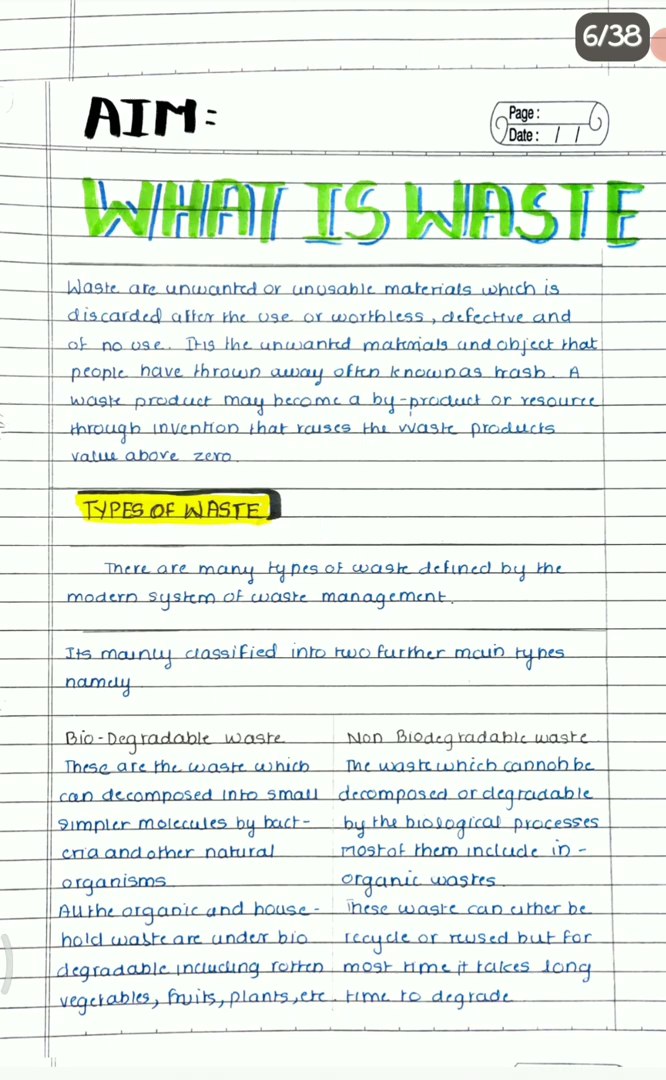 6/38
AIM:
Page:
Date: / /
WHAT IS WASTE
Waste are unwanted or unusable materials which is
discarded after the use or worthless, defective and
of no use. It is the unwanted materials and object that
people have thrown away often known as trash. A
waste product may become a by-product or resource
through invention that raises the waste products
value above zero.
TYPES OF WASTE
There are many types of waste defined by the
modern system of waste management.
Its mainly classified into two further main types
namely
Bio-Degradable waste
These are the waste which
can decomposed into small
simpler molecules by bact-
eria and other natural
organisms
All the organic and house-
hold waste are under bio
degradable including rotten
vegetables, fruits, plants, etc.
Non Biodegradable waste
The waste which cannot be
decomposed or degradable
by the biological processes
most of them include in-
organic wastes.
These waste can either be
recycle or reused but for
most time it takes long
time to degrade